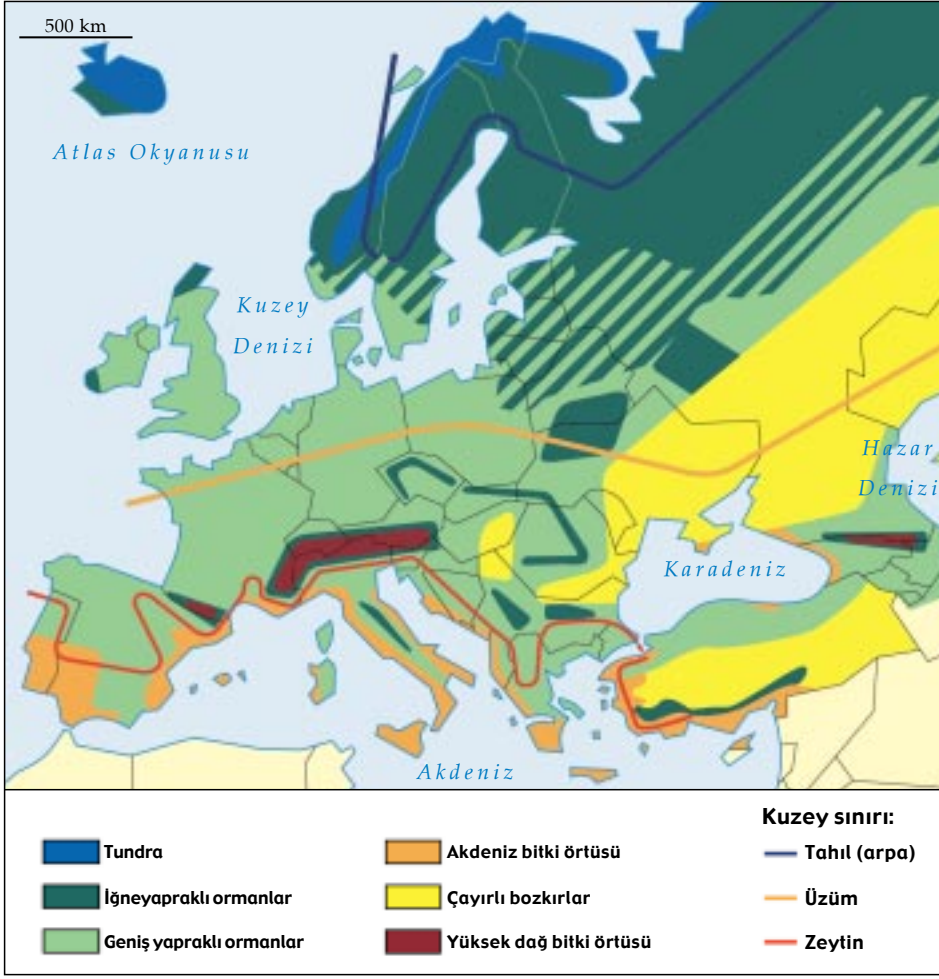 500 km
Atlas Okyanusu
Kuzey
Denizi
Hazar
Denizi
Karadeniz
Akdeniz
Kuzey sınırı:
Tundra
Akdeniz bitki örtüsü
Tahıl (arpa)
İğneyapraklı ormanlar
Çayırlı bozkırlar
Üzüm
Geniş yapraklı ormanlar
Yüksek dağ bitki örtüsü
Zeytin